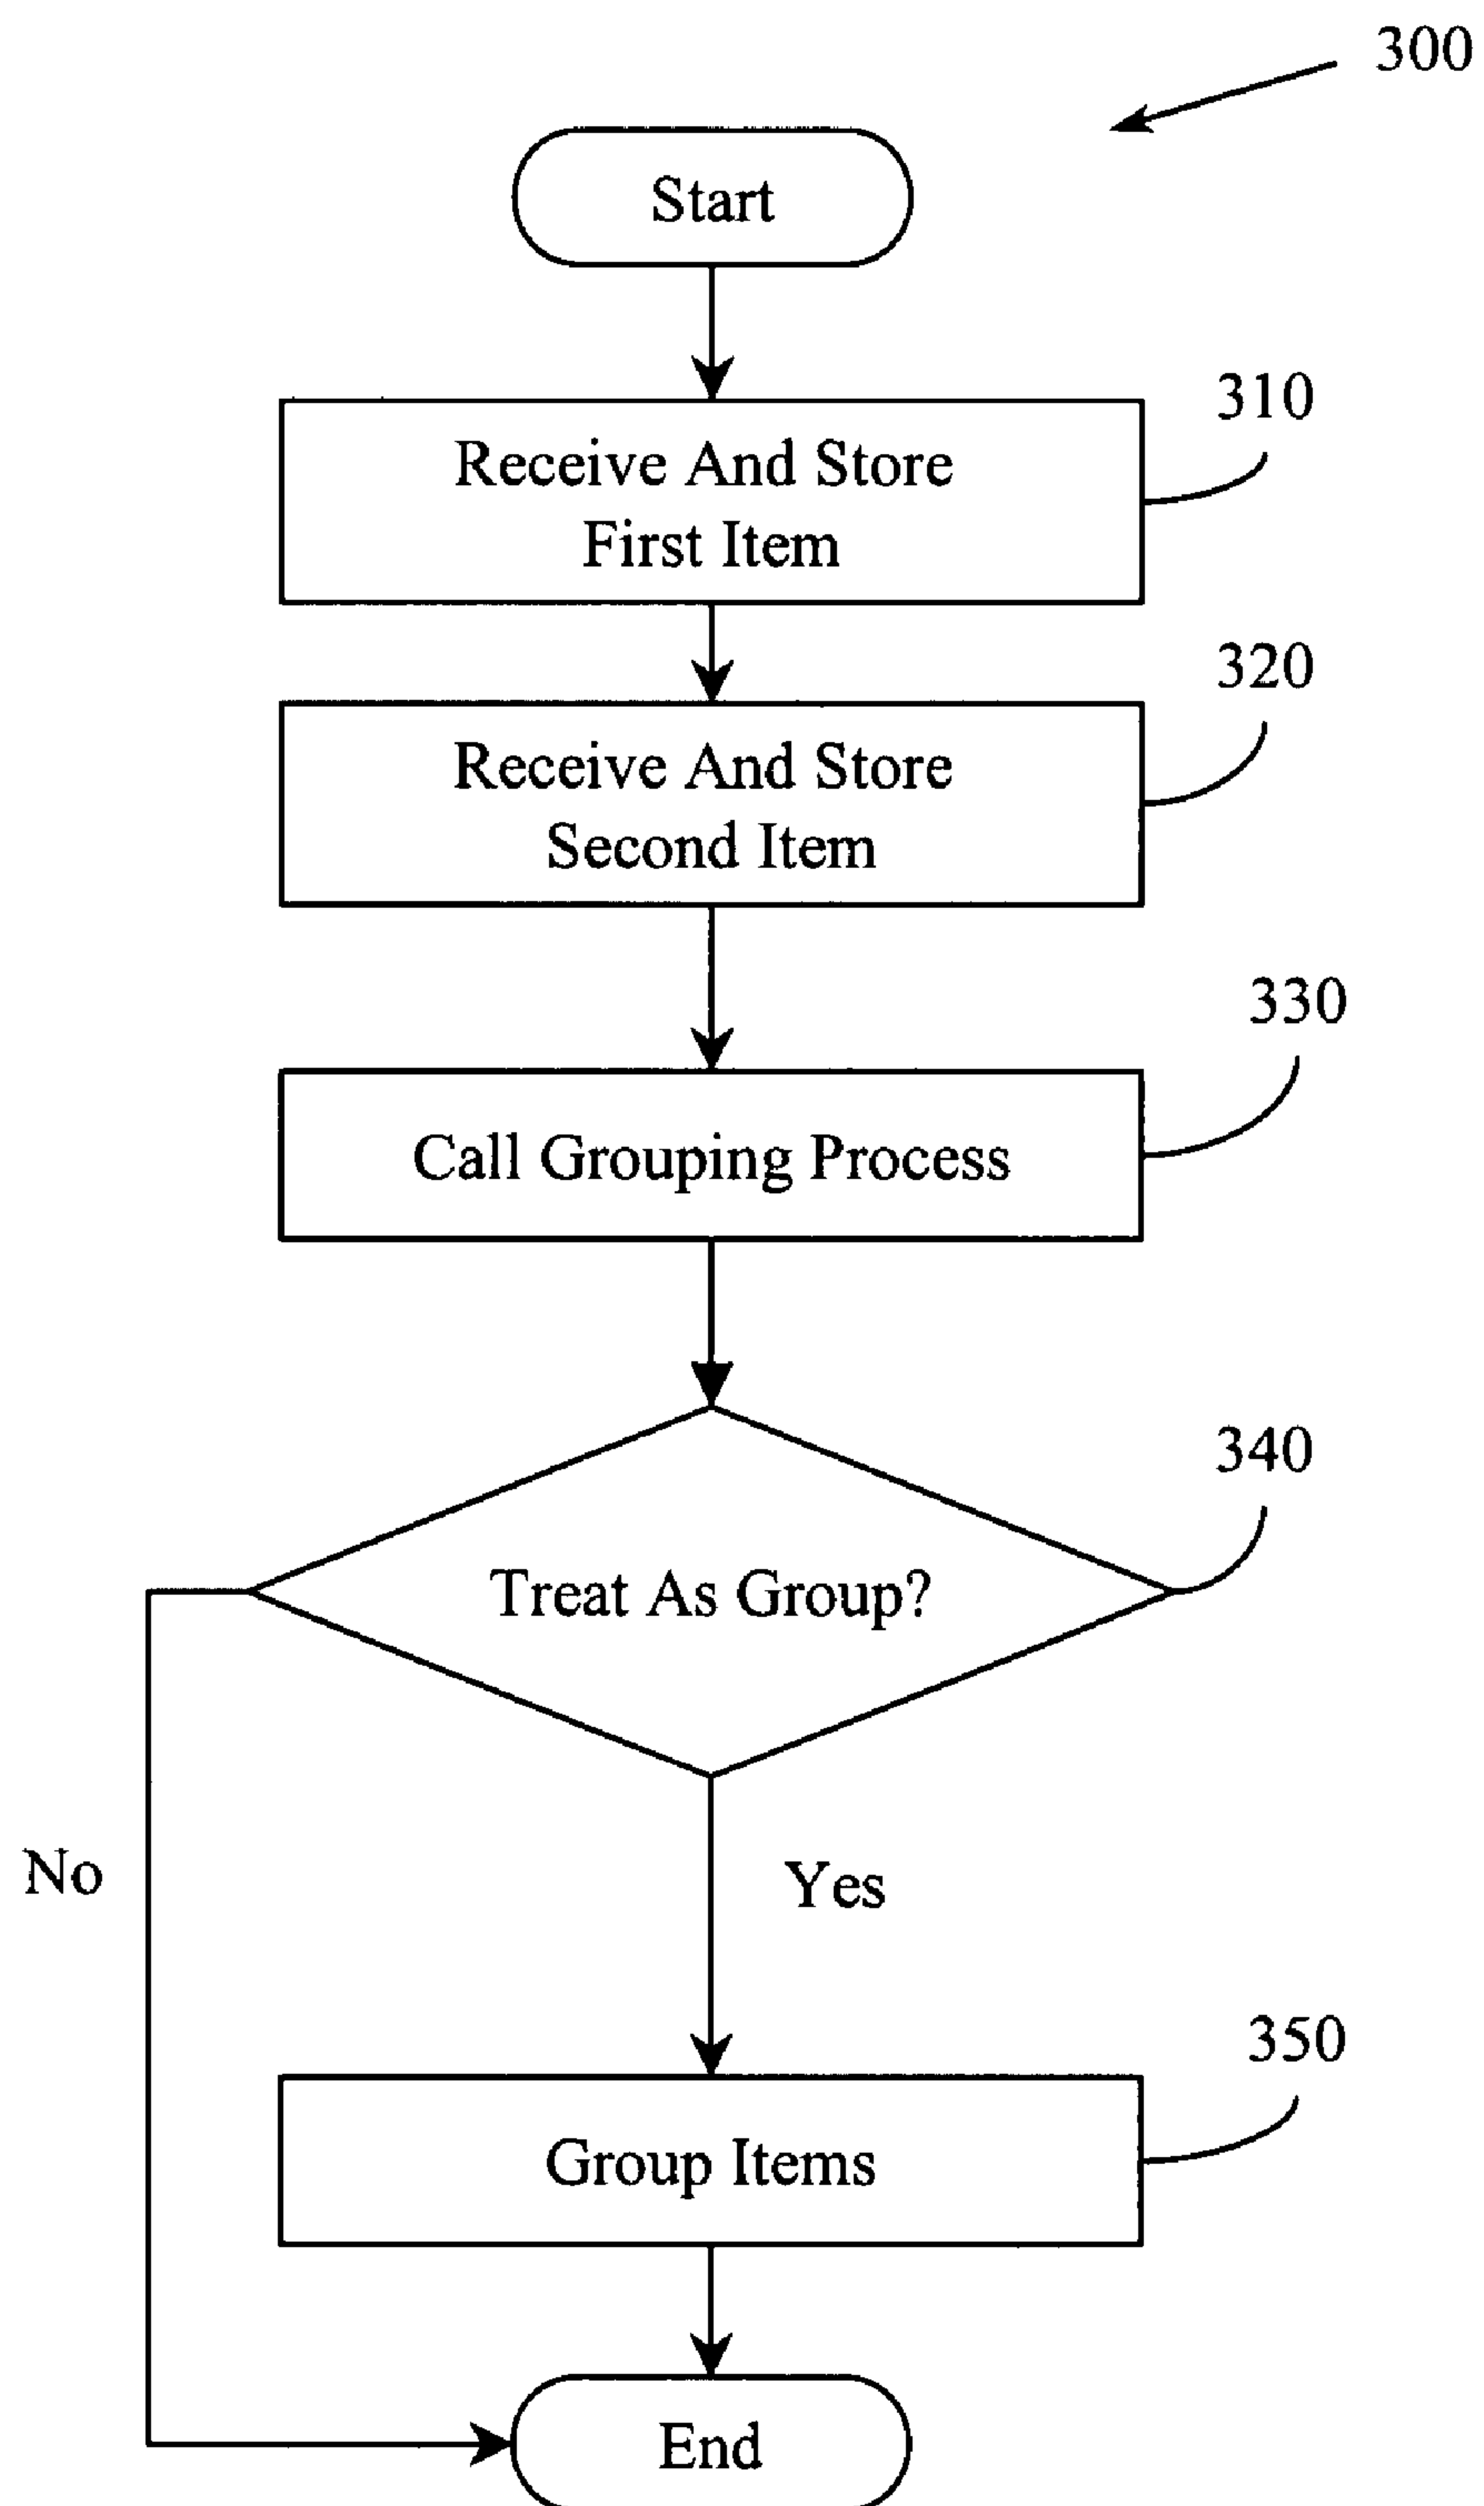 300
Start
310
Receive And Store
First Item
320
Receive And Store
Second Item
330
Call Grouping Process
340
Treat As Group?
No
Yes
350
Group Items
End